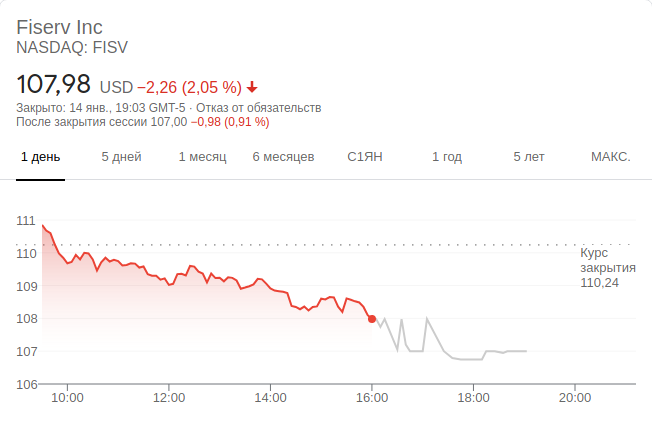 Fiserv Inc
NASDAQ: FISV
107,98 USD −2,26 (2,05 %)
Закрыто: 14 янв., 19:03 GMT-5 · Отказ от обязательств
После закрытия сессии 107,00 −0,98 (0,91 %)
1 день 5 дней 1 месяц 6 месяцев С1ЯН 1 год 5 лет МАКС.
111
110
109
108
107
106
Курс
закрытия
110,24
10:00 12:00 14:00 16:00 18:00 20:00